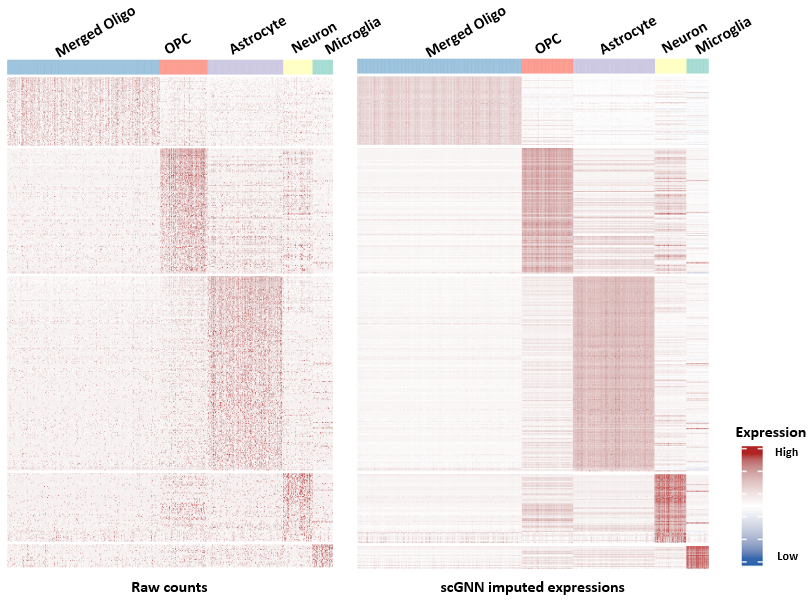 Merged Oligo
OPC
Astrocyte
Neuron
Microglia
Merged Oligo
OPC
Astrocyte
Neuron
Microglia
Expression
High
Low
Raw counts
scGNN imputed expressions